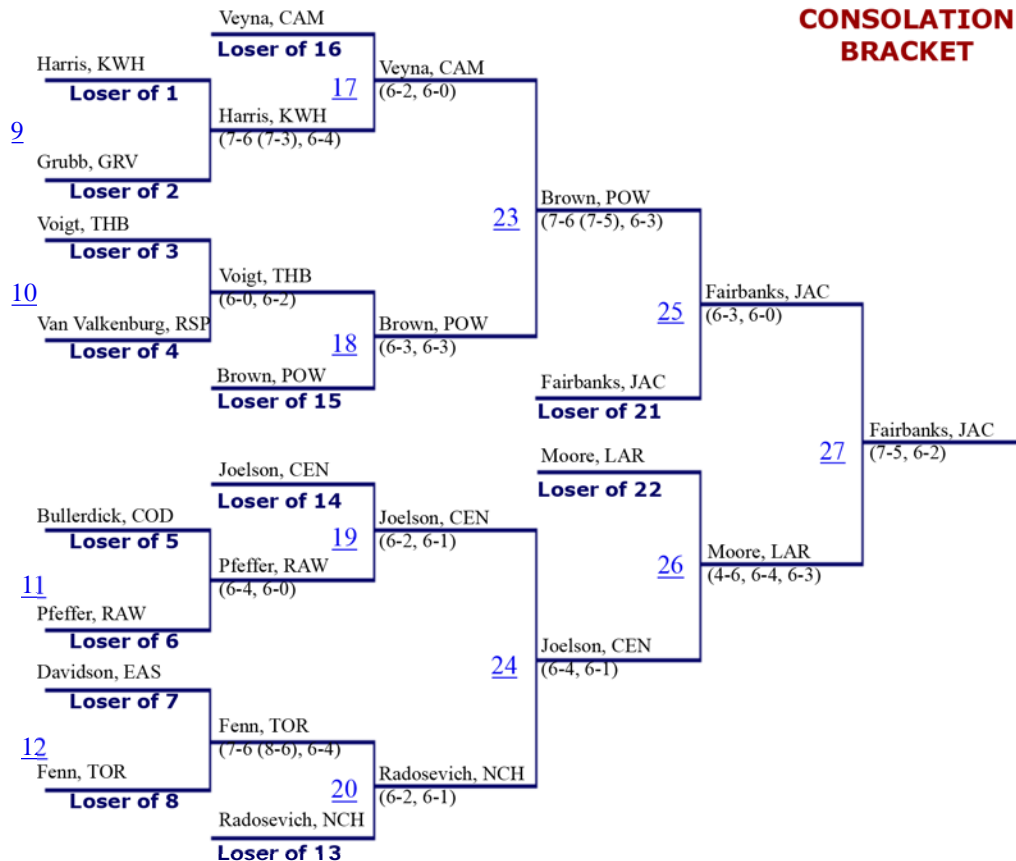 CONSOLATION
BRACKET
Veyna, CAM
Loser of 16
Harris, KWH
Loser of 1
17
Veyna, CAM
(6-2, 6-0)
9
Harris, KWH
(7-6 (7-3), 6-4)
Grubb, GRV
Loser of 2
23
Brown, POW
(7-6 (7-5), 6-3)
Voigt, THB
Loser of 3
10
Voigt, THB
(6-0, 6-2)
Van Valkenburg, RSP
Loser of 4
18
Brown, POW
(6-3, 6-3)
Brown, POW
Loser of 15
25
Fairbanks, JAC
(6-3, 6-0)
Fairbanks, JAC
Loser of 21
27
Fairbanks, JAC
(7-5, 6-2)
Joelson, CEN
Loser of 14
Moore, LAR
Loser of 22
Bullerdick, COD
Loser of 5
19
Joelson, CEN
(6-2, 6-1)
11
Pfeffer, RAW
(6-4, 6-0)
26
Moore, LAR
(4-6, 6-4, 6-3)
Pfeffer, RAW
Loser of 6
24
Joelson, CEN
(6-4, 6-1)
Davidson, EAS
Loser of 7
12
Fenn, TOR
(7-6 (8-6), 6-4)
Fenn, TOR
Loser of 8
20
Radosevich, NCH
(6-2, 6-1)
Radosevich, NCH
Loser of 13